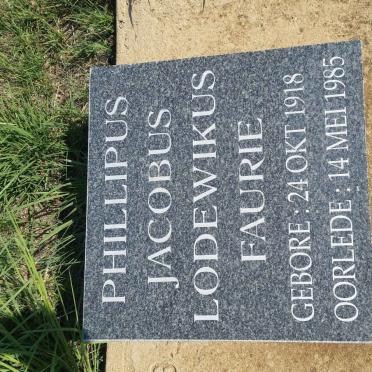 PHILLIPUS
JACOBUS
LODEWIKUS
FAURIE
GEBORE : 24 OKT 1918
OORLEDE : 14 MEI 1985